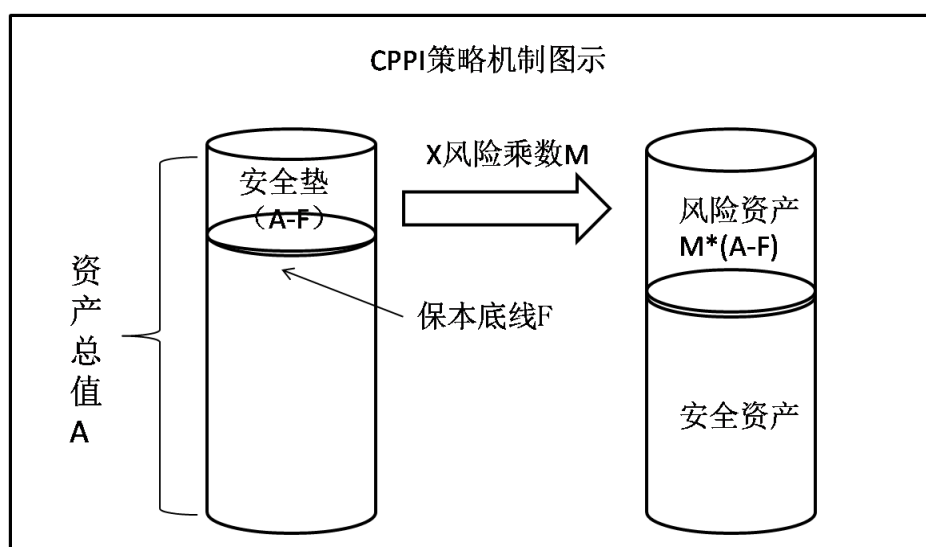 CPPI策略机制图示
安全垫
（A-F）
X风险乘数M
风险资产
M*(A-F)
资
产
总
值
A
保本底线F
安全资产